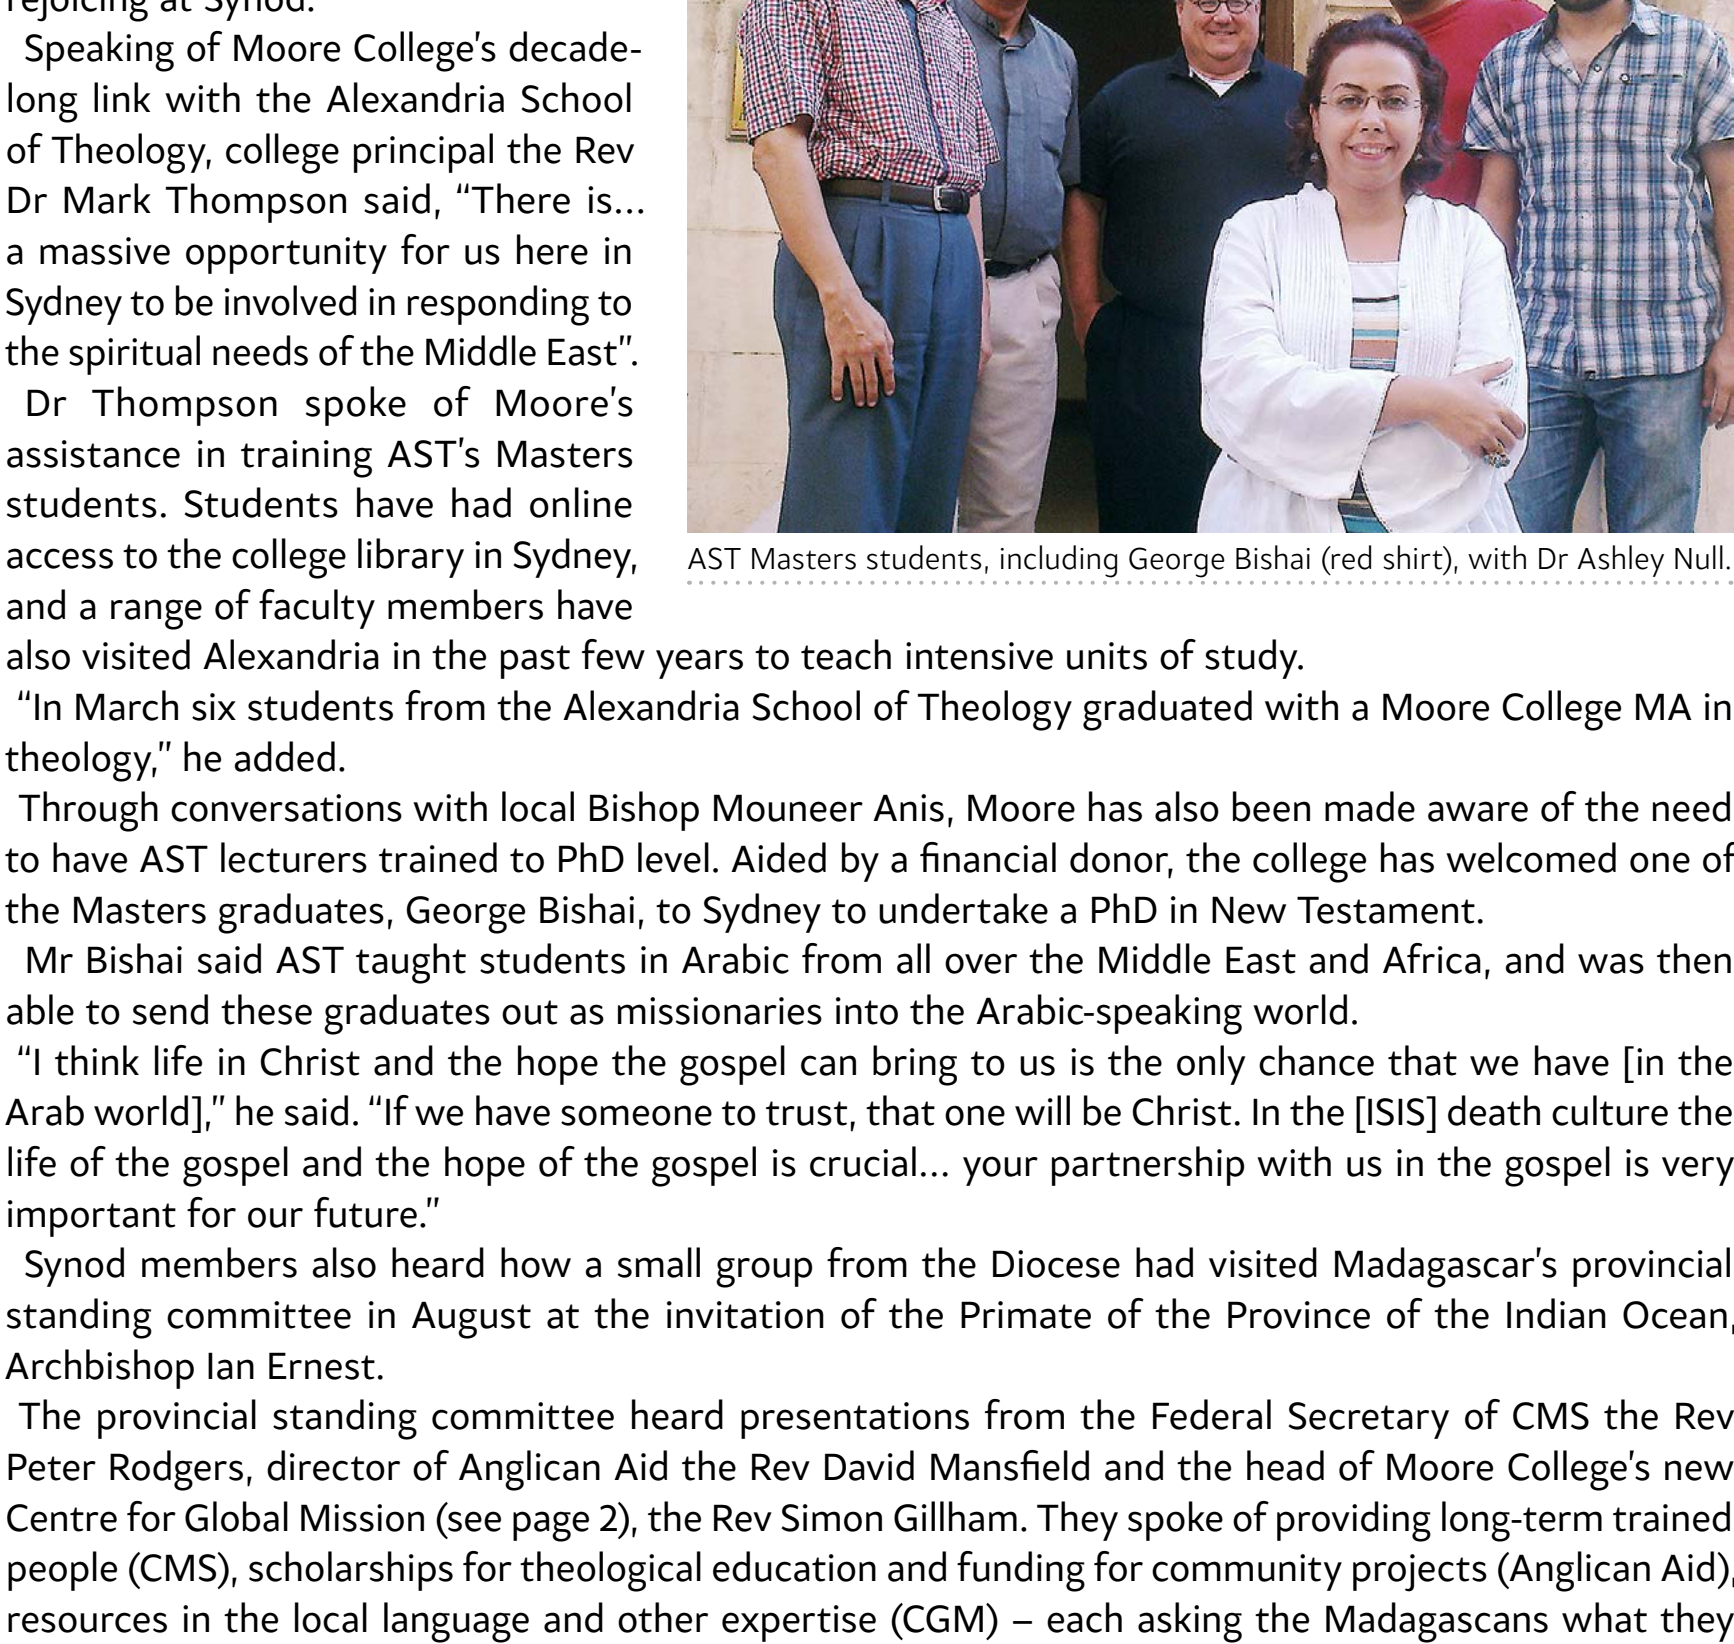 rejoicing at Synod.
Speaking of Moore College's decade-
long link with the Alexandria School
of Theology, college principal the Rev
Dr Mark Thompson said, “There is…
a massive opportunity for us here in
Sydney to be involved in responding to
the spiritual needs of the Middle East”.
Dr Thompson spoke of Moore's
assistance in training AST's Masters
students. Students have had online
access to the college library in Sydney,
and a range of faculty members have
also visited Alexandria in the past few years to teach intensive units of study.
“In March six students from the Alexandria School of Theology graduated with a Moore College MA in
theology,” he added.
Through conversations with local Bishop Mouneer Anis, Moore has also been made aware of the need
to have AST lecturers trained to PhD level. Aided by a financial donor, the college has welcomed one of
the Masters graduates, George Bishai, to Sydney to undertake a PhD in New Testament.
Mr Bishai said AST taught students in Arabic from all over the Middle East and Africa, and was then
able to send these graduates out as missionaries into the Arabic-speaking world.
“I think life in Christ and the hope the gospel can bring to us is the only chance that we have [in the
Arab world],” he said. “If we have someone to trust, that one will be Christ. In the [ISIS] death culture the
life of the gospel and the hope of the gospel is crucial… your partnership with us in the gospel is very
important for our future.”
Synod members also heard how a small group from the Diocese had visited Madagascar's provincial
standing committee in August at the invitation of the Primate of the Province of the Indian Ocean,
Archbishop Ian Ernest.
The provincial standing committee heard presentations from the Federal Secretary of CMS the Rev
Peter Rodgers, director of Anglican Aid the Rev David Mansfield and the head of Moore College's new
Centre for Global Mission (see page 2), the Rev Simon Gillham. They spoke of providing long-term trained
people (CMS), scholarships for theological education and funding for community projects (Anglican Aid),
resources in the local language and other expertise (CGM) – each asking the Madagascans what they
AST Masters students, including George Bishai (red shirt), with Dr Ashley Null.